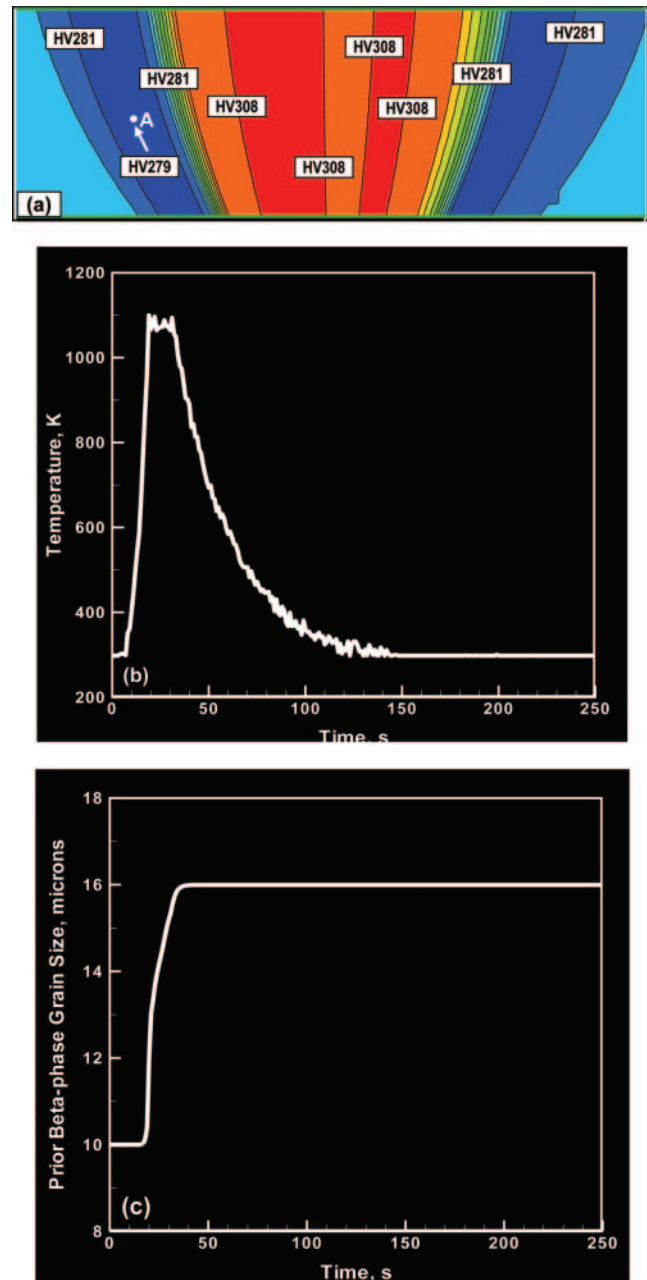 HV281
HV281
HV308
HV281
HV281
HV308
HV308
A
HV279
HV308
(a)
1200
1000
800
600
400
200
Temperature, K
(b)
0
50
100
150
200
250
Time, s
18
16
14
12
10
8
Prior Beta-phase Grain Size, microns
(c)
0
50
100
150
200
250
Time, s